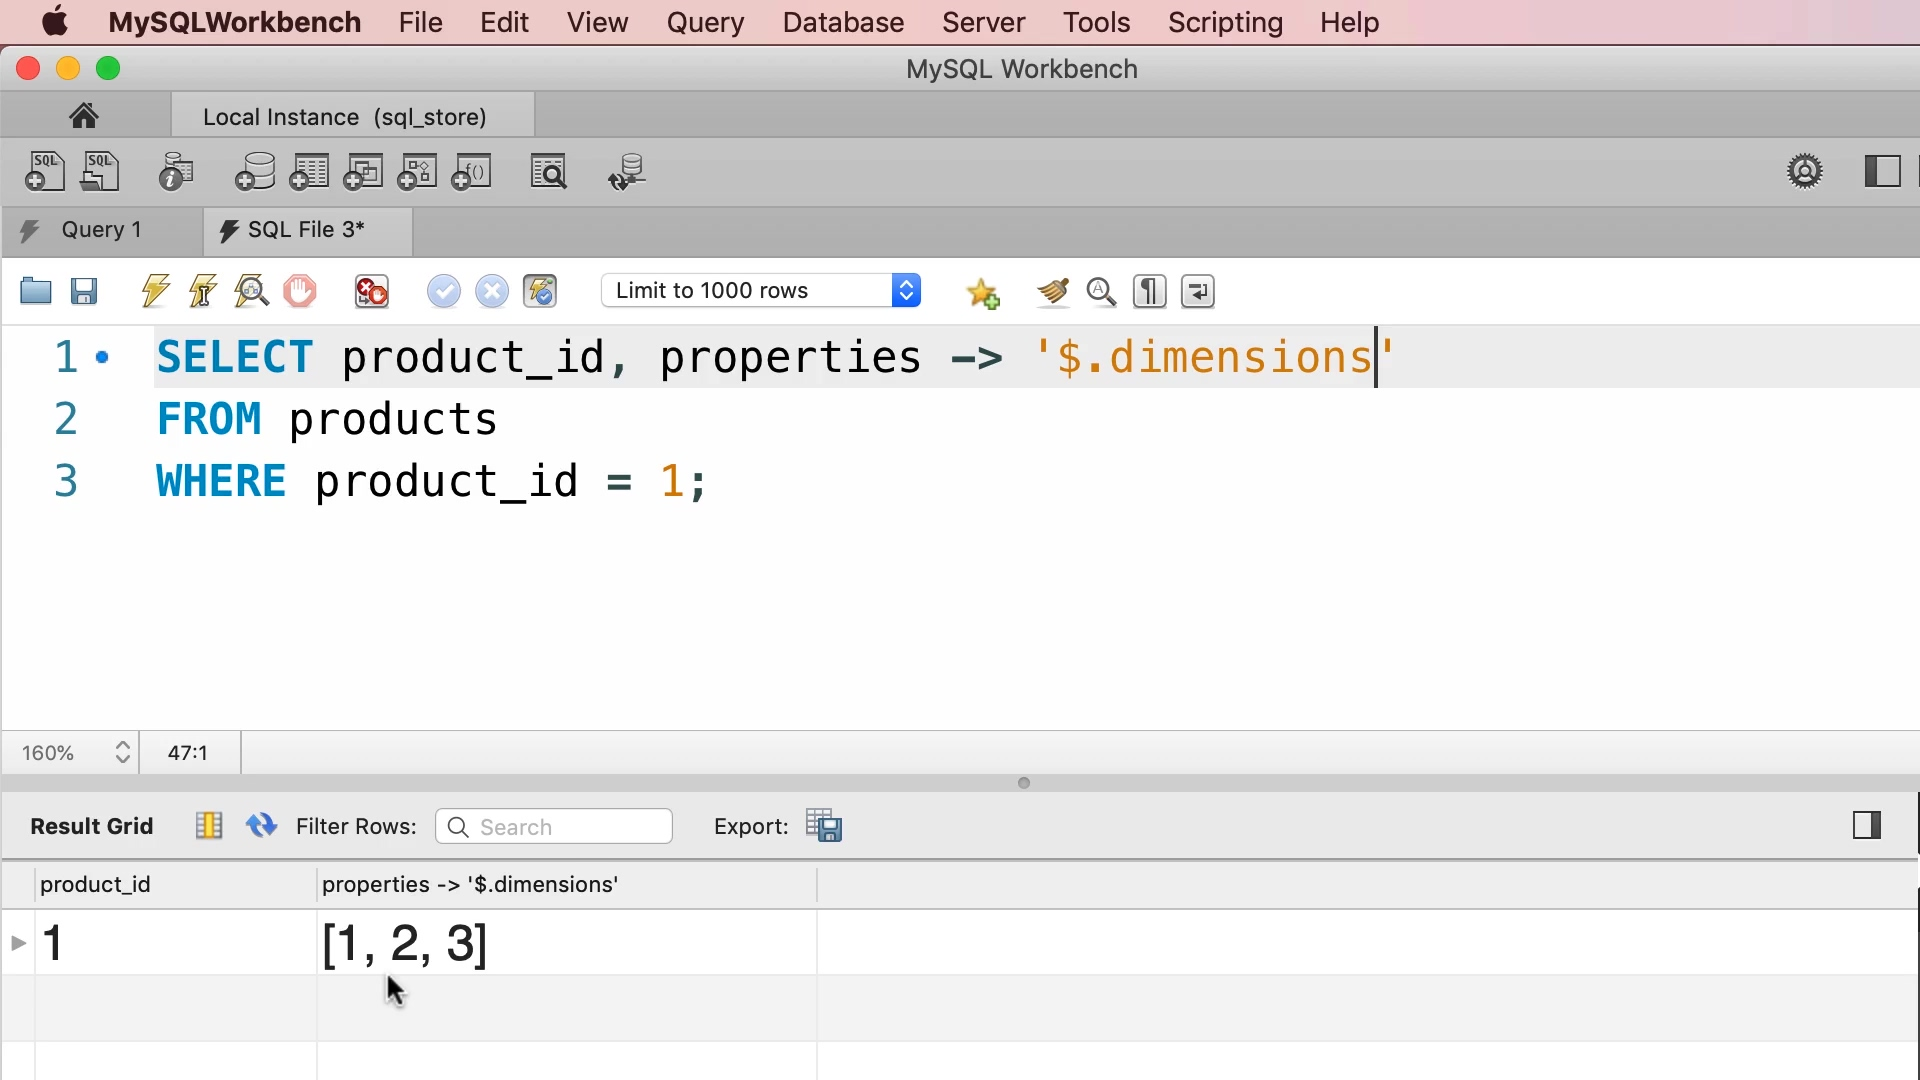 MySQLWorkbench File Edit View Query Database Server Tools Scripting Help
MySQL Workbench
Local Instance (sql_store)
SQL SQL
Query 1 SQL File 3*
Limit to 1000 rows
1 SELECT product_id, properties -> '$.dimensions'
2 FROM products
3 WHERE product_id = 1;
160% 47:1
Result Grid Filter Rows: Search Export:
product_id properties -> '$.dimensions'
1 [1, 2, 3]